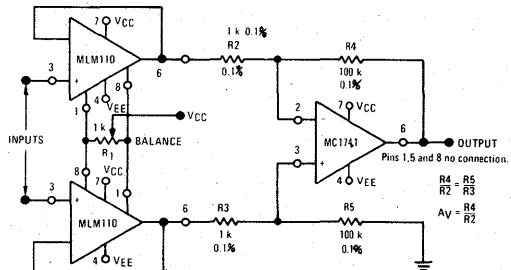 7 VCC
1 k 0.1%
R2
0.1%
R4
100 k
0.1%
3
+
MLM110
6
8
4 VEE
1
1 k
R1
BALANCE
VCC
INPUTS
2
−
7 VCC
MC1741
6
OUTPUT
Pins 1,5 and 8 no connection.
3
+
4 VEE
R4/R2 = R5/R3
AV = R4/R2
8
7 VCC
1
3
+
MLM110
6
4 VEE
R3
1 k
0.1%
R5
100 k
0.1%